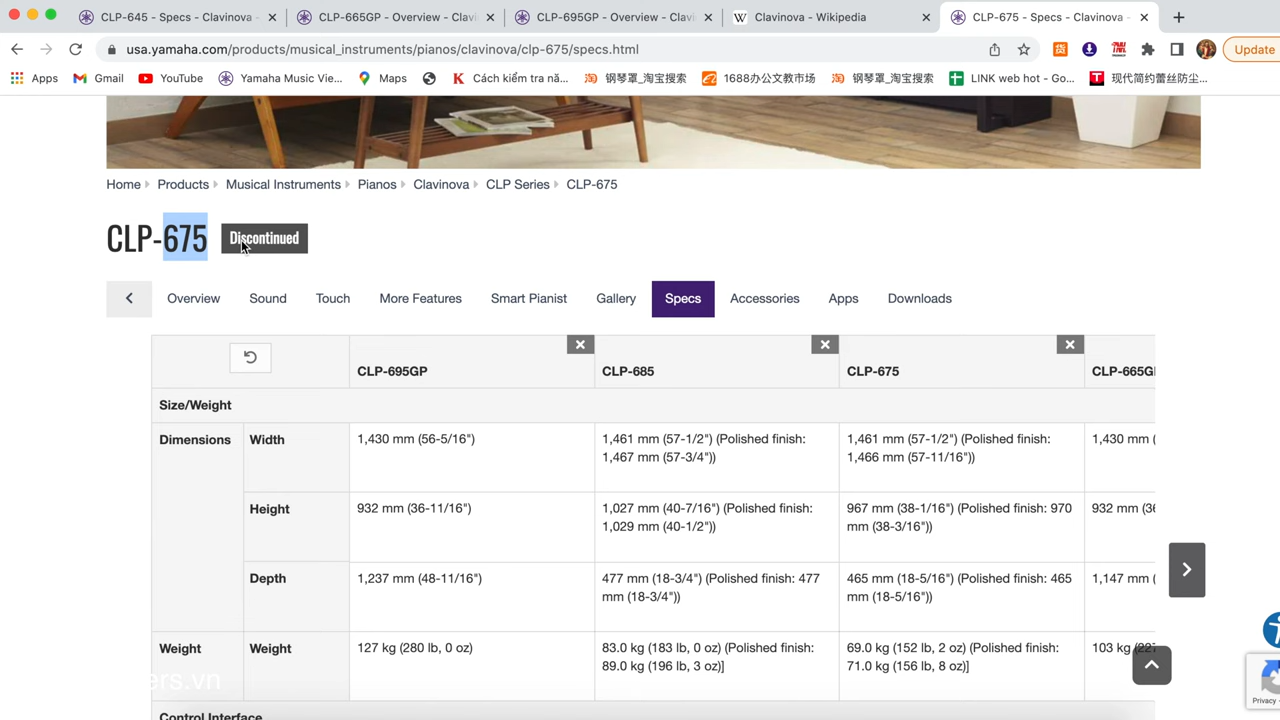 CLP-645 - Specs - Clavinova
CLP-665GP - Overview - Clavi
CLP-695GP - Overview - Clavi
Clavinova - Wikipedia
CLP-675 - Specs - Clavinova -
usa.yamaha.com/products/musical_instruments/pianos/clavinova/clp-675/specs.html
Update
Apps
Gmail
YouTube
Yamaha Music Vie...
Maps
Cách kiểm tra nă...
钢琴罩_淘宝搜索
1688办公文教市场
钢琴罩_淘宝搜索
LINK web hot - Go...
现代简约蕾丝防尘...
Home
Products
Musical Instruments
Pianos
Clavinova
CLP Series
CLP-675
CLP-675
Discontinued
Overview
Sound
Touch
More Features
Smart Pianist
Gallery
Specs
Accessories
Apps
Downloads
CLP-695GP
CLP-685
CLP-675
CLP-665G
Size/Weight
Dimensions
Width
1,430 mm (56-5/16")
1,461 mm (57-1/2") (Polished finish:
1,467 mm (57-3/4"))
1,461 mm (57-1/2") (Polished finish:
1,466 mm (57-11/16"))
1,430 mm (
Height
932 mm (36-11/16")
1,027 mm (40-7/16") (Polished finish:
1,029 mm (40-1/2"))
967 mm (38-1/16") (Polished finish: 970
mm (38-3/16"))
932 mm (36
Depth
1,237 mm (48-11/16")
477 mm (18-3/4") (Polished finish: 477
mm (18-3/4"))
465 mm (18-5/16") (Polished finish: 465
mm (18-5/16"))
1,147 mm (
Weight
Weight
127 kg (280 lb, 0 oz)
83.0 kg (183 lb, 0 oz) (Polished finish:
89.0 kg (196 lb, 3 oz)]
69.0 kg (152 lb, 2 oz) (Polished finish:
71.0 kg (156 lb, 8 oz)]
103 kg (227
ers.vn
Privacy
Control Interface